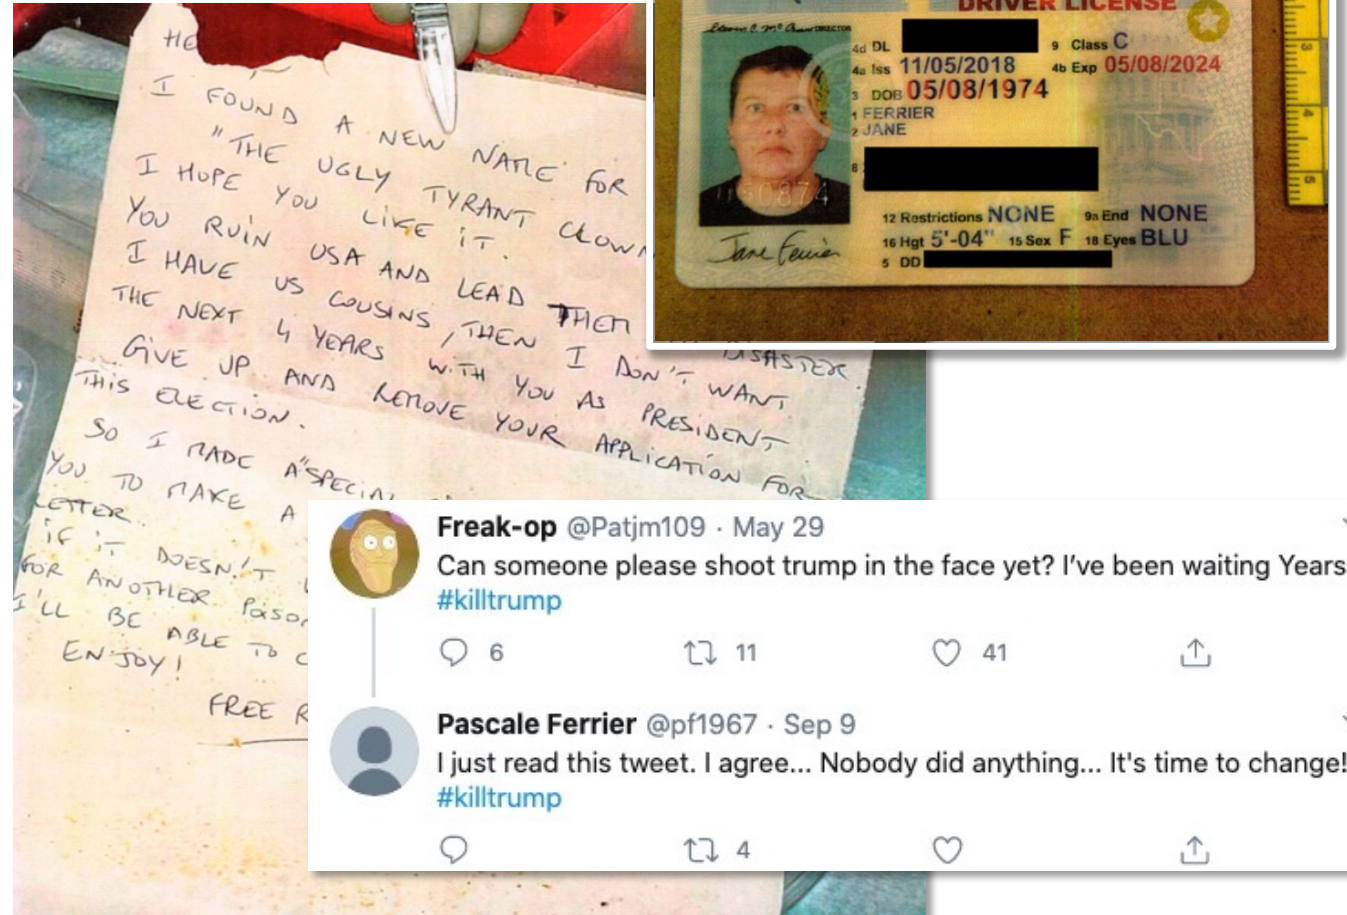 HE
I FOUND A NEW NAME FOR
"THE UGLY TYRANT CLOWN
I HOPE YOU LIKE IT.
YOU RUIN USA AND LEAD THEM DISASTER.
I HAVE US COUSINS, THEN I DON'T WANT
THE NEXT 4 YEARS WITH YOU AS PRESIDENT
GIVE UP AND REMOVE YOUR APPLICATION FOR
THIS ELECTION.
SO I MADE A "SPECIAL
YOU TO MAKE A
LETTER.
IF IT DOESN'T
FOR ANOTHER
I'LL BE ABLE TO
ENJOY!
FREE
DRIVER LICENSE
DIRECTOR
4d DL
9 Class C
4a Iss 11/05/2018 4b Exp 05/08/2024
3 DOB 05/08/1974
1 FERRIER
2 JANE
8
12 Restrictions NONE 9a End NONE
16 Hgt 5'-04" 15 Sex F 18 Eyes BLU
5 DD
Jane Ferrier
3
4
5
Freak-op @Patjm109 · May 29
Can someone please shoot trump in the face yet? I've been waiting Years
#killtrump
6 11 41
Pascale Ferrier @pf1967 · Sep 9
I just read this tweet. I agree... Nobody did anything... It's time to change!
#killtrump
4